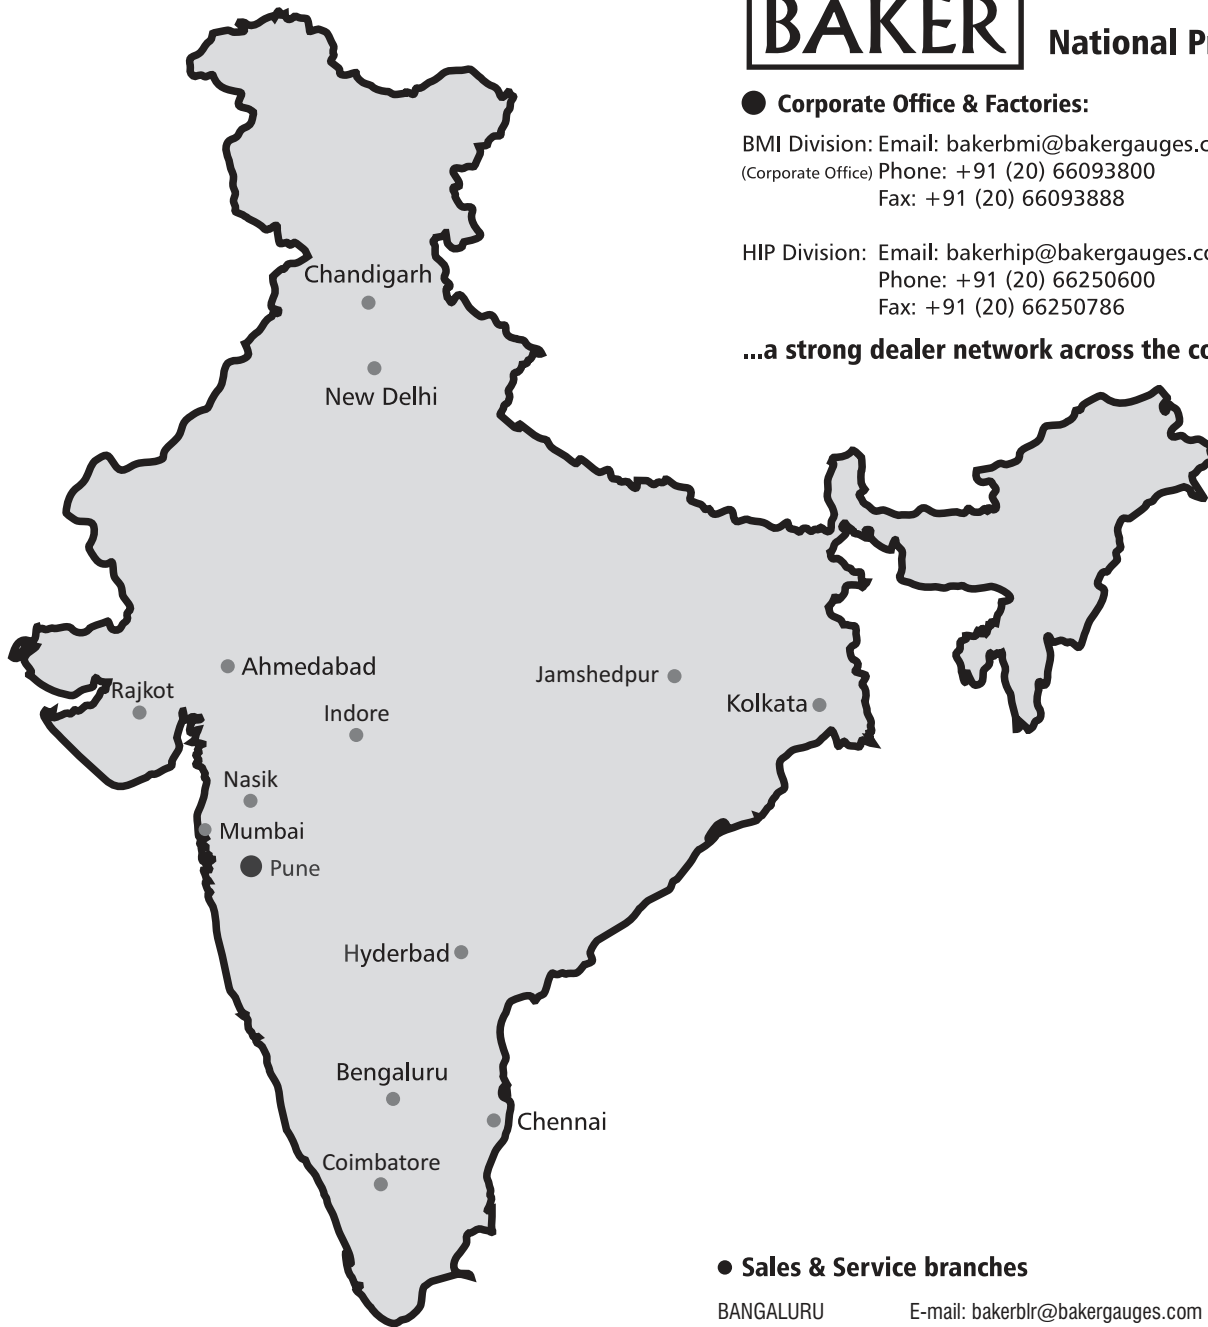 BAKER
National Pr
● Corporate Office & Factories:
BMI Division: Email: bakerbmi@bakergauges.c
(Corporate Office) Phone: +91 (20) 66093800
Fax: +91 (20) 66093888
HIP Division: Email: bakerhip@bakergauges.co
Phone: +91 (20) 66250600
Fax: +91 (20) 66250786
...a strong dealer network across the co
Chandigarh
New Delhi
Ahmedabad
Jamshedpur
Rajkot
Kolkata
Indore
Nasik
Mumbai
Pune
Hyderbad
Bengaluru
Chennai
Coimbatore
● Sales & Service branches
BANGALURU E-mail: bakerblr@bakergauges.com